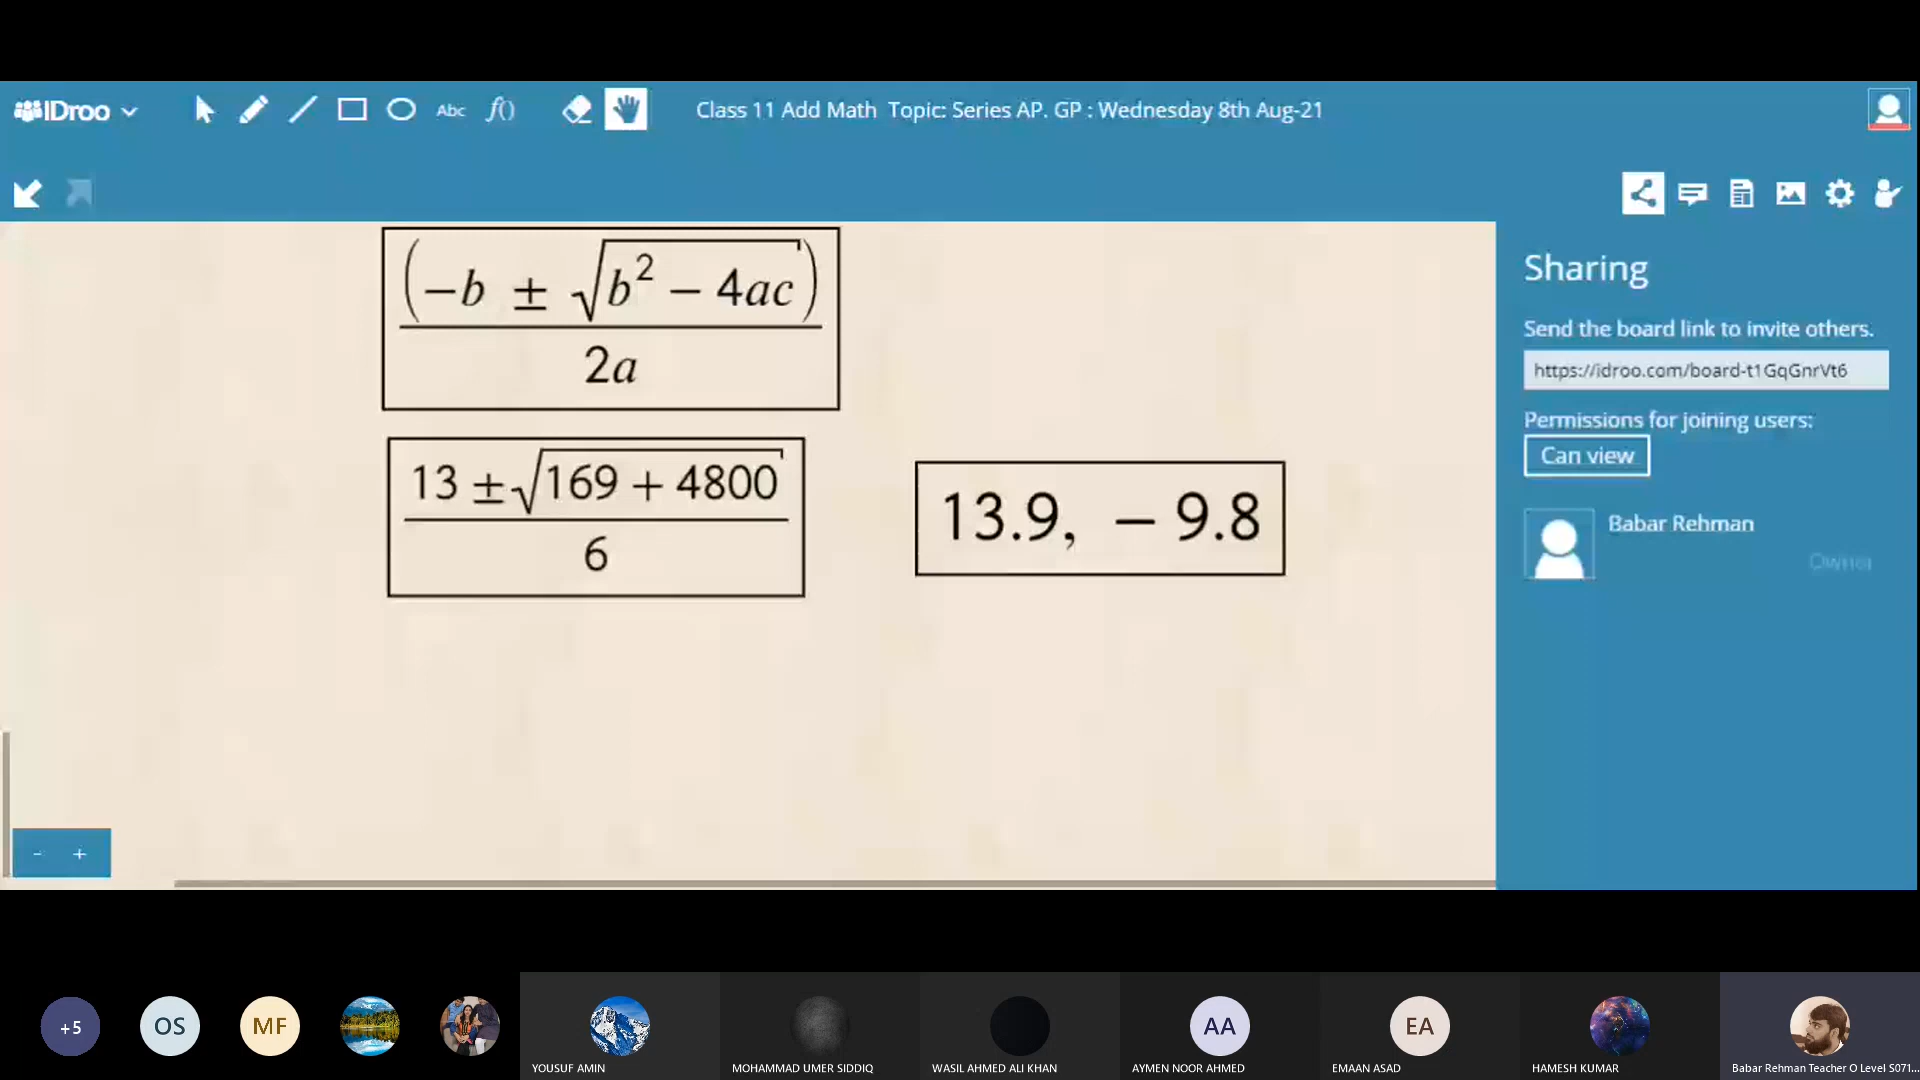 IDroo
Abc
f()
Class 11 Add Math Topic: Series AP. GP : Wednesday 8th Aug-21
(−b ± √b² − 4ac)
2a
13 ± √169 + 4800
6
13.9, − 9.8
Sharing
Send the board link to invite others.
https://idroo.com/board-t1GqGnrVt6
Permissions for joining users:
Can view
Babar Rehman
Owner
- +
+5
OS
MF
AA
EA
YOUSUF AMIN
MOHAMMAD UMER SIDDIQ
WASIL AHMED ALI KHAN
AYMEN NOOR AHMED
EMAAN ASAD
HAMESH KUMAR
Babar Rehman Teacher O Level S071...